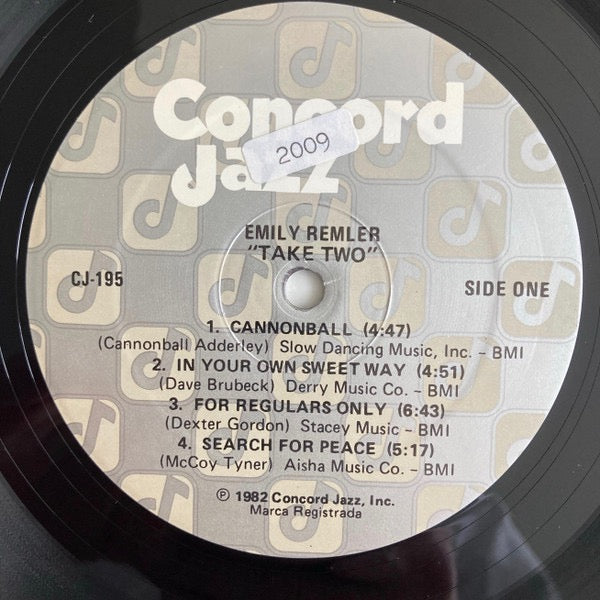 Concord
Jazz
2009
EMILY REMLER
"TAKE TWO"
CJ-195
SIDE ONE
1. CANNONBALL (4:47)
(Cannonball Adderley) Slow Dancing Music, Inc. – BMI
2. IN YOUR OWN SWEET WAY (4:51)
(Dave Brubeck) Derry Music Co. – BMI
3. FOR REGULARS ONLY (6:43)
(Dexter Gordon) Stacey Music – BMI
4. SEARCH FOR PEACE (5:17)
(McCoy Tyner) Aisha Music Co. – BMI
℗ 1982 Concord Jazz, Inc.
Marca Registrada